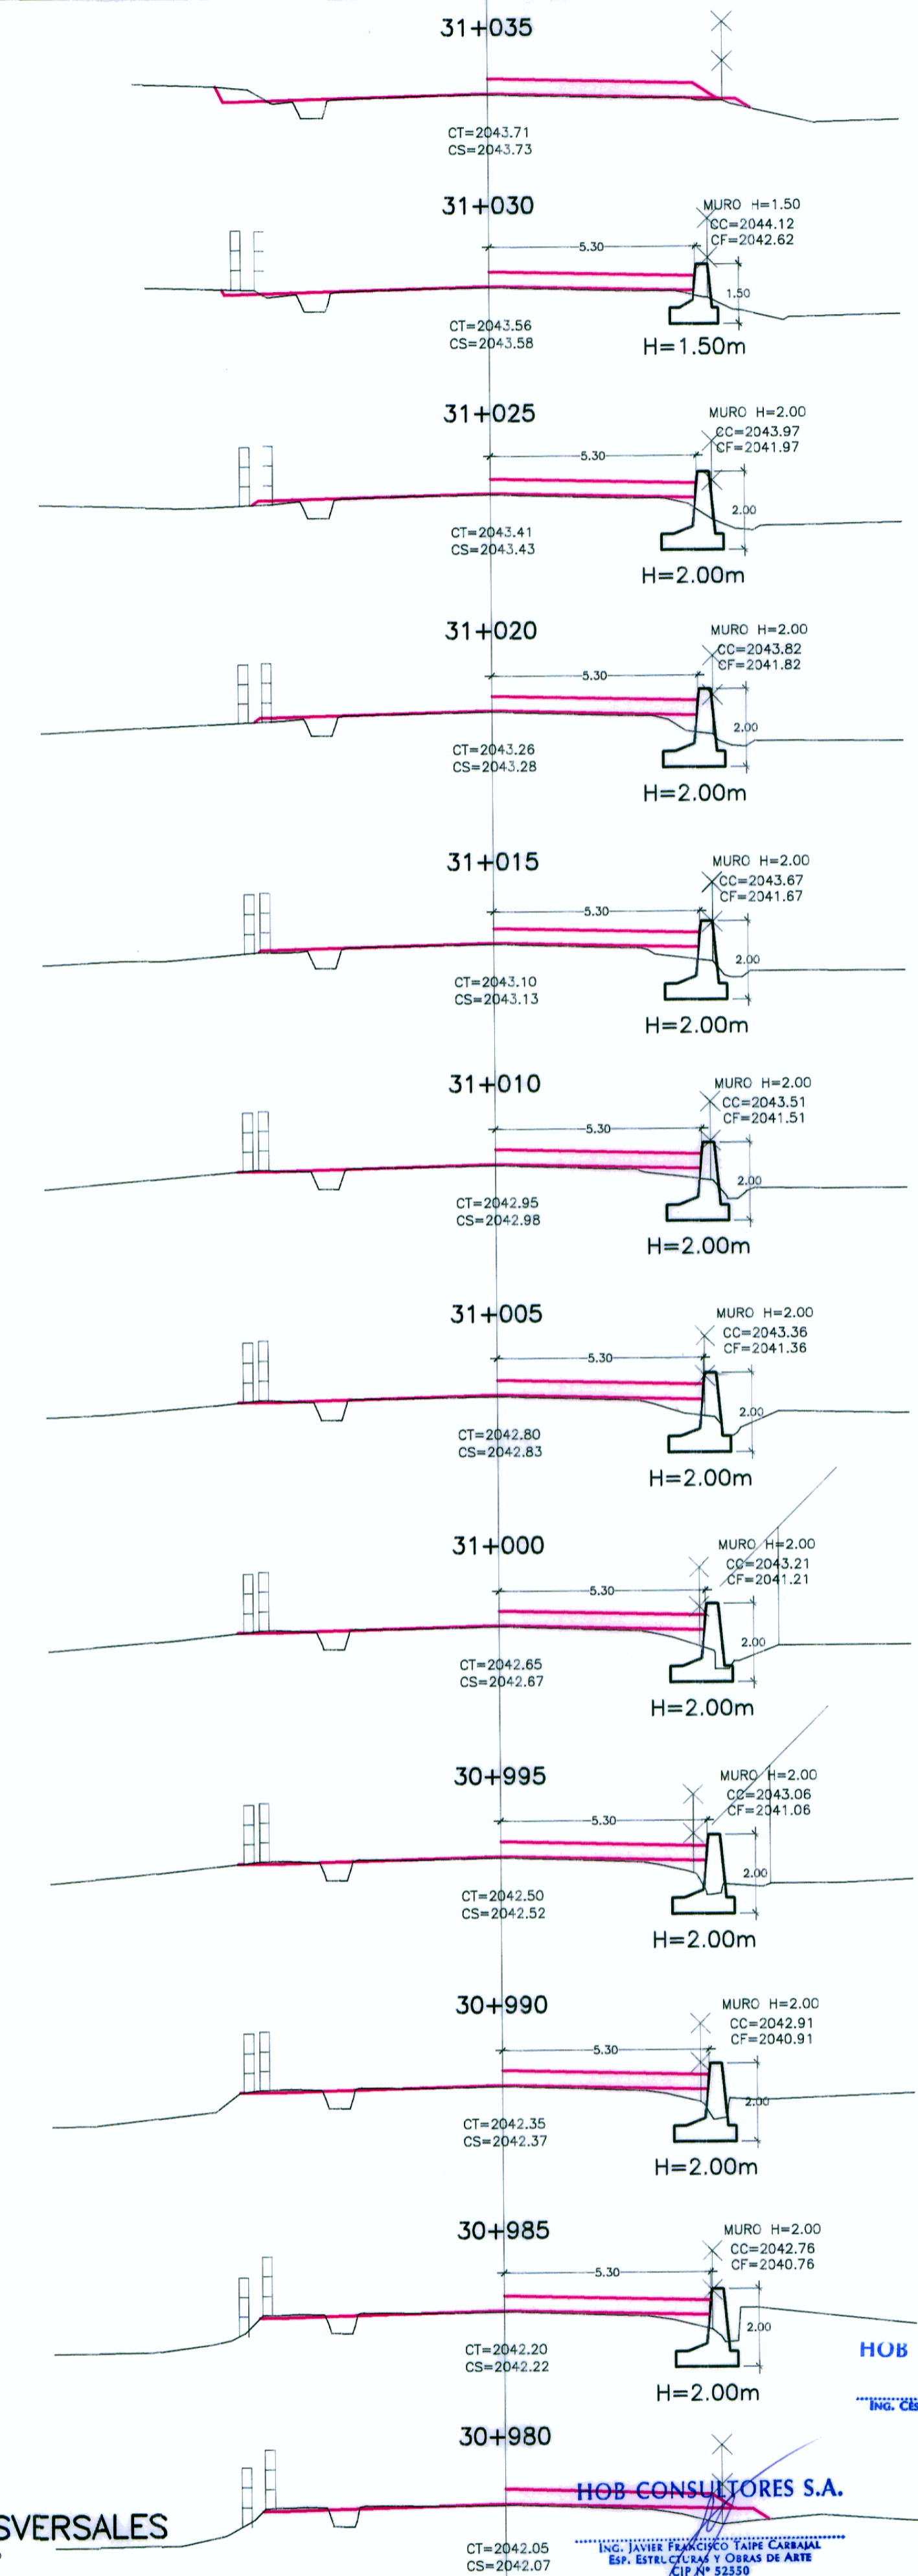 31+035
CT=2043.71
CS=2043.73
31+030
MURO H=1.50
CC=2044.12
CF=2042.62
5.30
1.50
CT=2043.56
CS=2043.58
H=1.50m
31+025
MURO H=2.00
CC=2043.97
CF=2041.97
5.30
2.00
CT=2043.41
CS=2043.43
H=2.00m
31+020
MURO H=2.00
CC=2043.82
CF=2041.82
5.30
2.00
CT=2043.26
CS=2043.28
H=2.00m
31+015
MURO H=2.00
CC=2043.67
CF=2041.67
5.30
2.00
CT=2043.10
CS=2043.13
H=2.00m
31+010
MURO H=2.00
CC=2043.51
CF=2041.51
5.30
2.00
CT=2042.95
CS=2042.98
H=2.00m
31+005
MURO H=2.00
CC=2043.36
CF=2041.36
5.30
2.00
CT=2042.80
CS=2042.83
H=2.00m
31+000
MURO H=2.00
CC=2043.21
CF=2041.21
5.30
2.00
CT=2042.65
CS=2042.67
H=2.00m
30+995
MURO H=2.00
CC=2043.06
CF=2041.06
5.30
2.00
CT=2042.50
CS=2042.52
H=2.00m
30+990
MURO H=2.00
CC=2042.91
CF=2040.91
5.30
2.00
CT=2042.35
CS=2042.37
H=2.00m
30+985
MURO H=2.00
CC=2042.76
CF=2040.76
5.30
2.00
CT=2042.20
CS=2042.22
H=2.00m
HOB
ING. CÉS
30+980
HOB CONSULTORES S.A.
SVERSALES
CT=2042.05
CS=2042.07
ING. JAVIER FRANCISCO TAIPE CARBAJAL
ESP. ESTRUCTURAS Y OBRAS DE ARTE
CIP Nº 52550